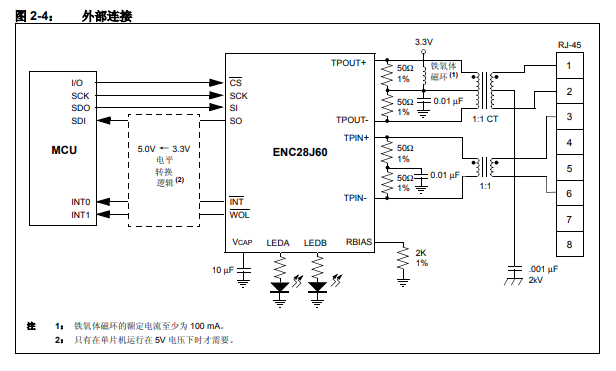 图 2-4： 外部连接
3.3V
RJ-45
TPOUT+
50Ω
1%
铁氧体
磁环 (1)
1
I/O
SCK
SDO
SDI
CS
SCK
SI
SO
50Ω
1%
0.01 µF
2
TPOUT-
1:1 CT
3
MCU
5.0V ← 3.3V
电平
转换
逻辑 (2)
ENC28J60
TPIN+
50Ω
1%
4
50Ω
1%
0.01 µF
5
TPIN-
1:1
6
INT0
INT1
INT
WOL
7
VCAP
LEDA
LEDB
RBIAS
8
10 µF
2K
1%
.001 µF
2kV
注 1： 铁氧体磁环的额定电流至少为 100 mA。
2： 只有在单片机运行在 5V 电压下时才需要。